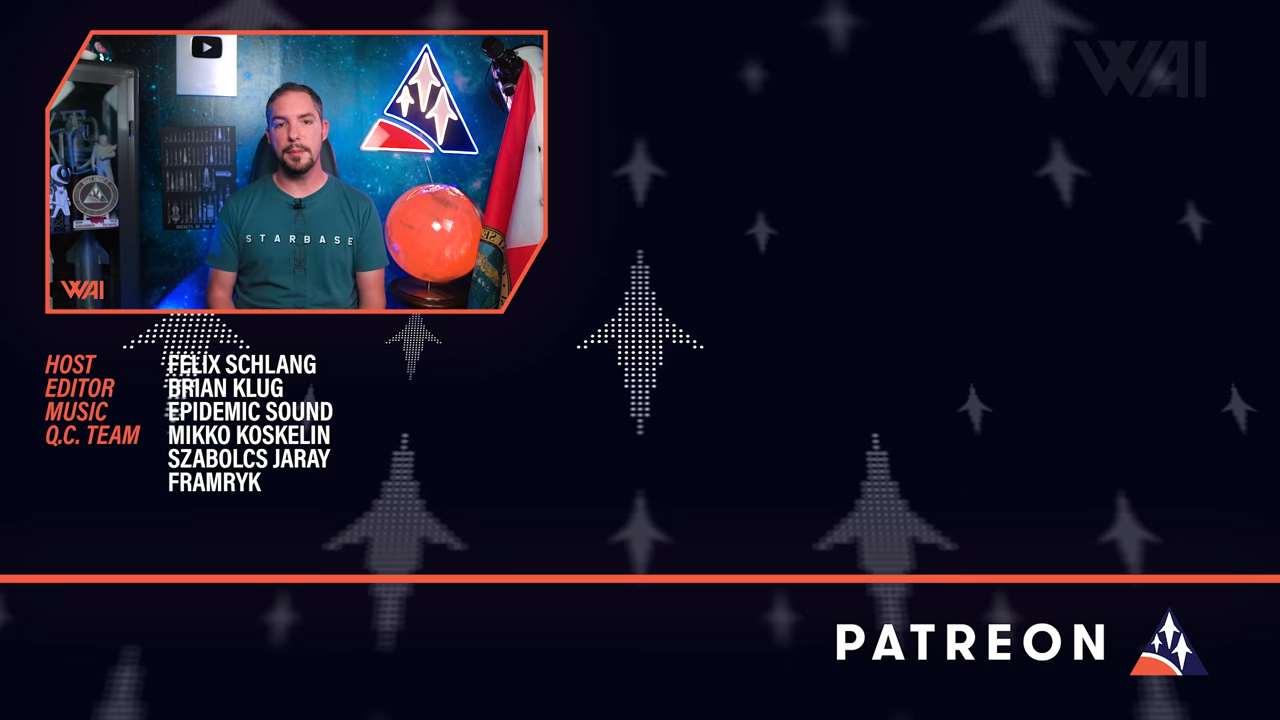 WAI
STARBASE
WAI
HOST FELIX SCHLANG
EDITOR BRIAN KLUG
MUSIC EPIDEMIC SOUND
Q.C. TEAM MIKKO KOSKELIN
SZABOLCS JARAY
FRAMRYK
PATREON